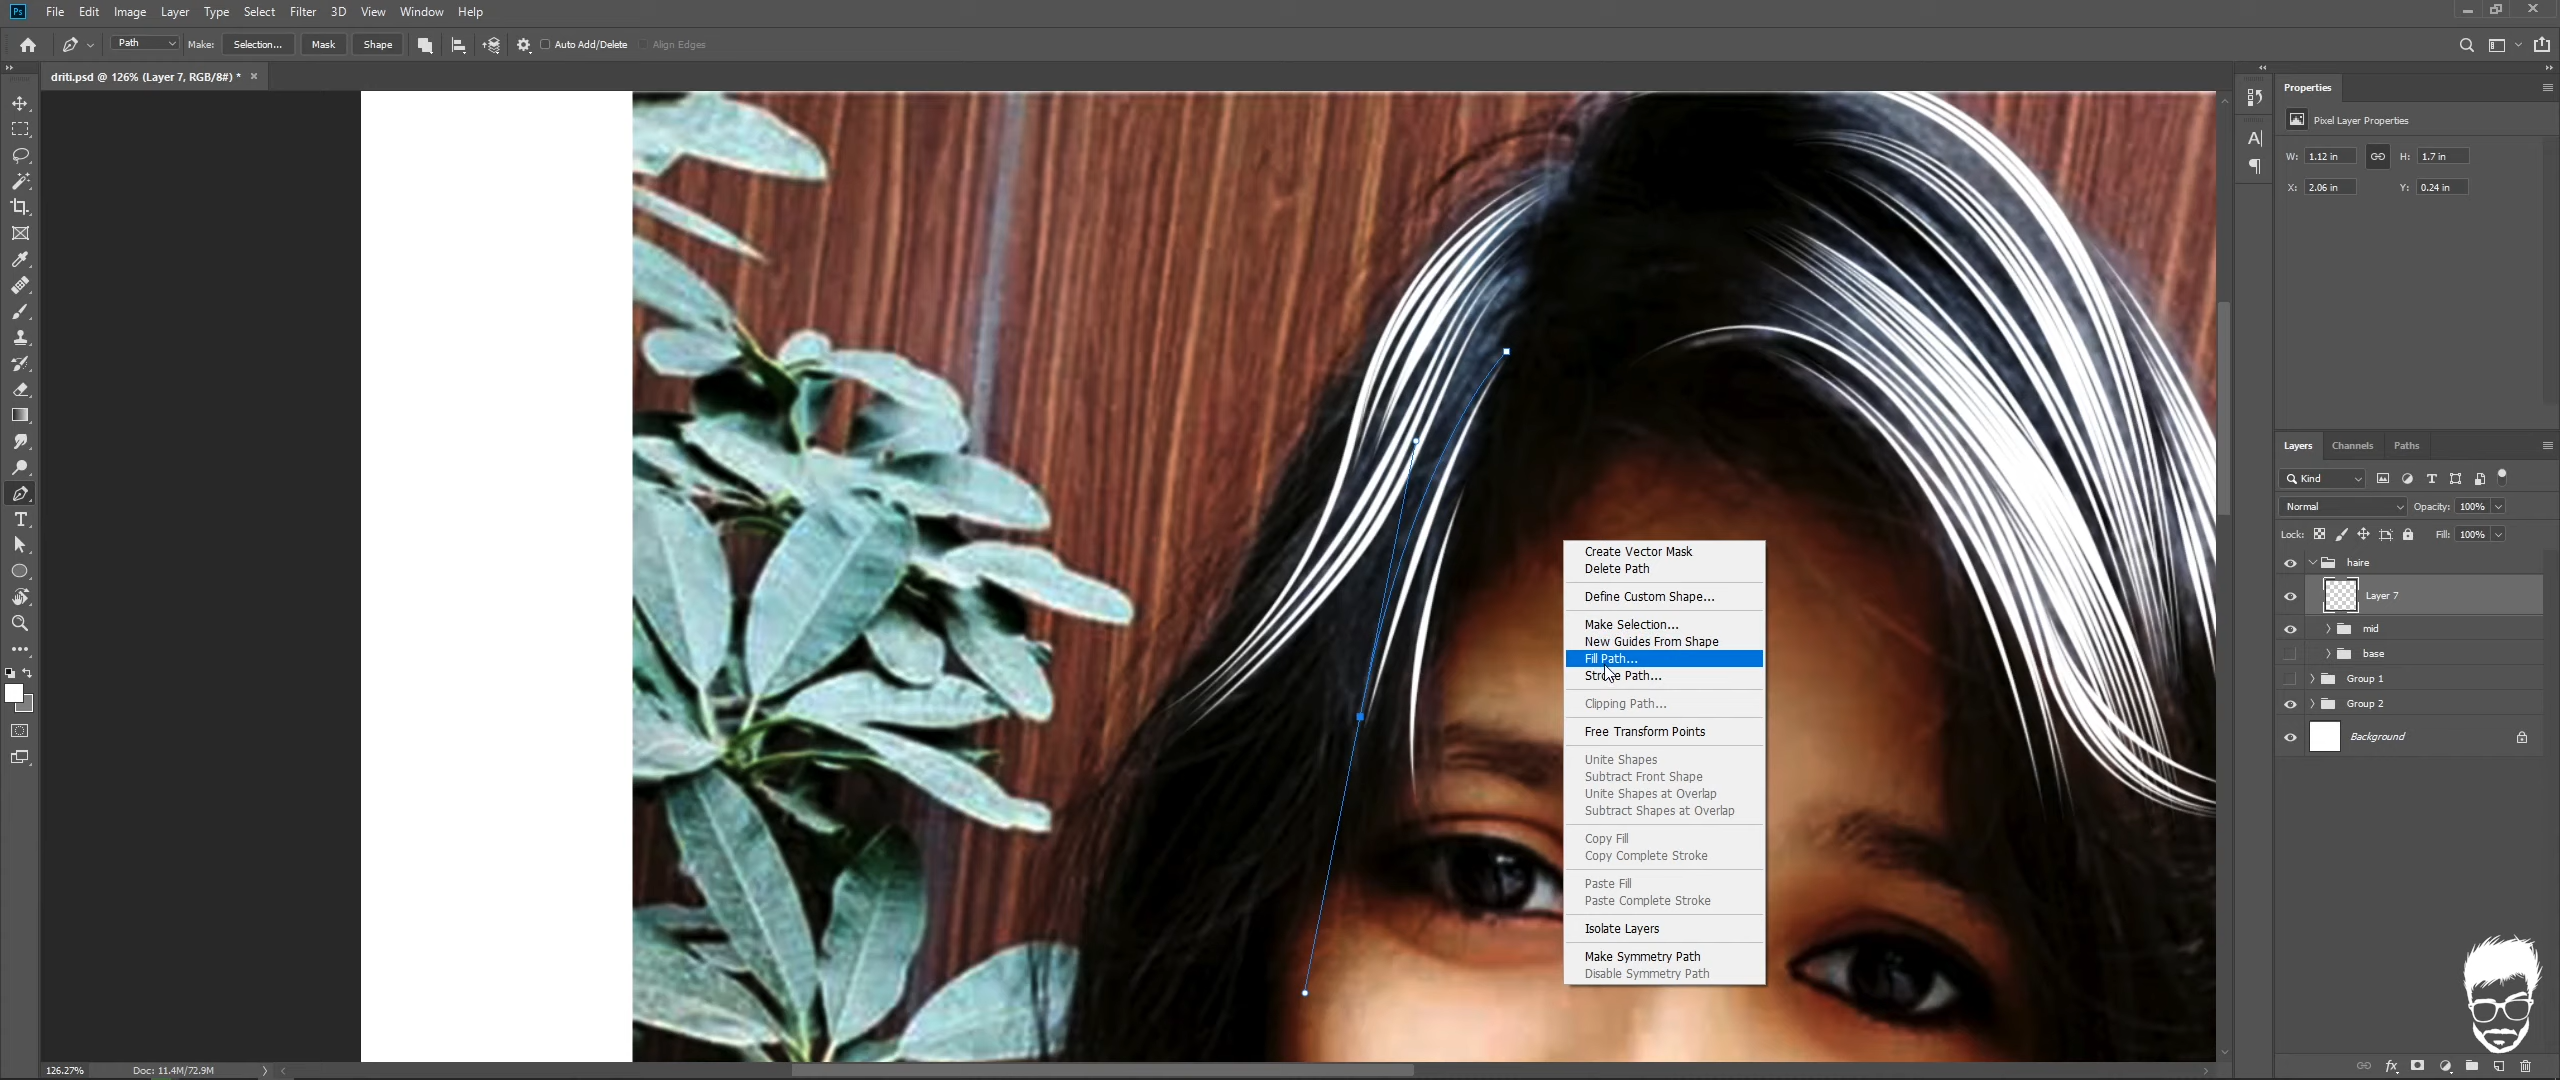 Ps File Edit Image Layer Type Select Filter 3D View Window Help
Path Make: Selection... Mask Shape Auto Add/Delete Align Edges
driti.psd @ 126% (Layer 7, RGB/8#) *
Properties
Pixel Layer Properties
W: 1.12 in H: 1.7 in
X: 2.06 in Y: 0.24 in
Create Vector Mask
Delete Path
Define Custom Shape...
Make Selection...
New Guides From Shape
Fill Path...
Stroke Path...
Clipping Path...
Free Transform Points
Unite Shapes
Subtract Front Shape
Unite Shapes at Overlap
Subtract Shapes at Overlap
Copy Fill
Copy Complete Stroke
Paste Fill
Paste Complete Stroke
Isolate Layers
Make Symmetry Path
Disable Symmetry Path
Layers Channels Paths
Kind
Normal Opacity: 100%
Lock: Fill: 100%
haire
Layer 7
mid
base
Group 1
Group 2
Background
126.27% Doc: 11.4M/72.9M